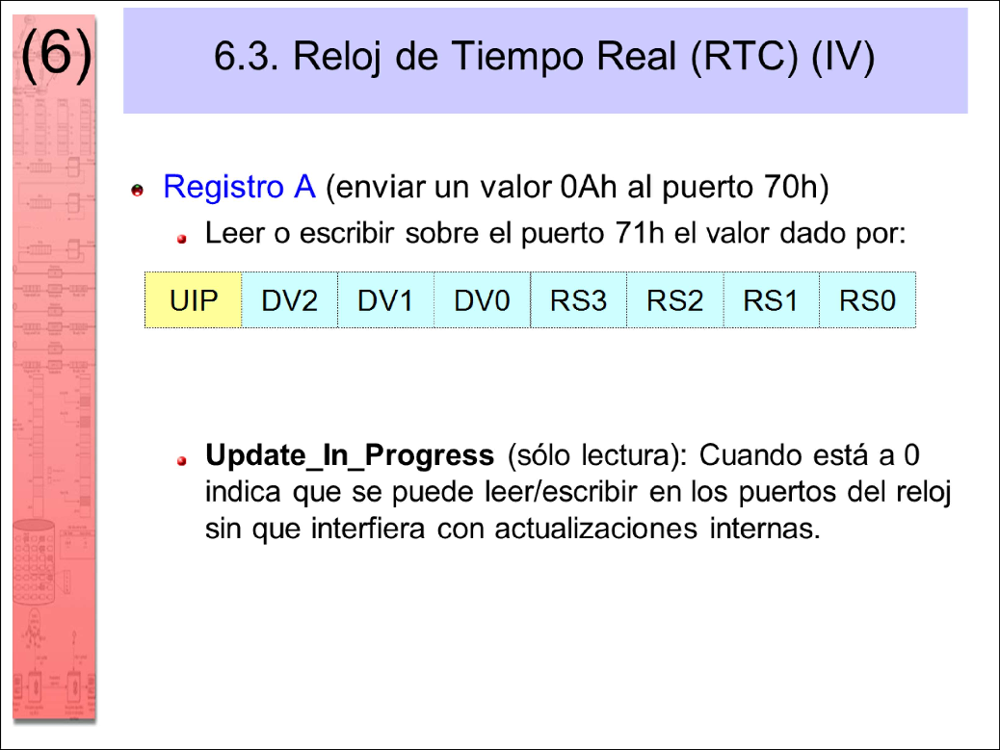 (6)
6.3. Reloj de Tiempo Real (RTC) (IV)
Registro A (enviar un valor 0Ah al puerto 70h)
Leer o escribir sobre el puerto 71h el valor dado por:
UIP DV2 DV1 DV0 RS3 RS2 RS1 RS0
Update_In_Progress (sólo lectura): Cuando está a 0
indica que se puede leer/escribir en los puertos del reloj
sin que interfiera con actualizaciones internas.